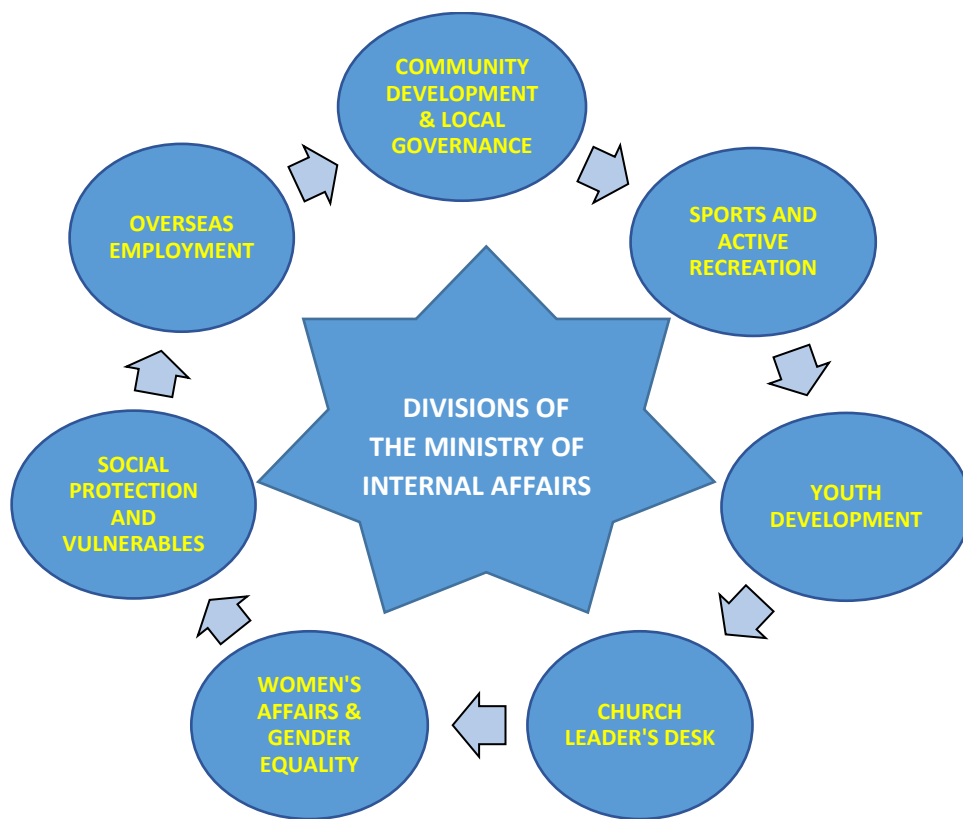 COMMUNITY
DEVELOPMENT
& LOCAL
GOVERNANCE
SPORTS AND
ACTIVE
RECREATION
YOUTH
DEVELOPMENT
CHURCH
LEADER'S DESK
WOMEN'S
AFFAIRS &
GENDER
EQUALITY
SOCIAL
PROTECTION
AND
VULNERABLES
OVERSEAS
EMPLOYMENT
DIVISIONS OF
THE MINISTRY OF
INTERNAL AFFAIRS